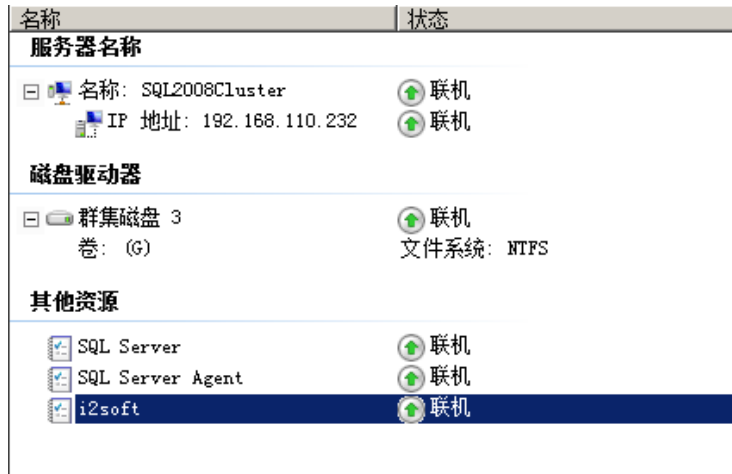 名称 状态
服务器名称
名称: SQL2008Cluster 联机
IP 地址: 192.168.110.232 联机
磁盘驱动器
群集磁盘 3 联机
卷: (G) 文件系统: NTFS
其他资源
SQL Server 联机
SQL Server Agent 联机
i2soft 联机